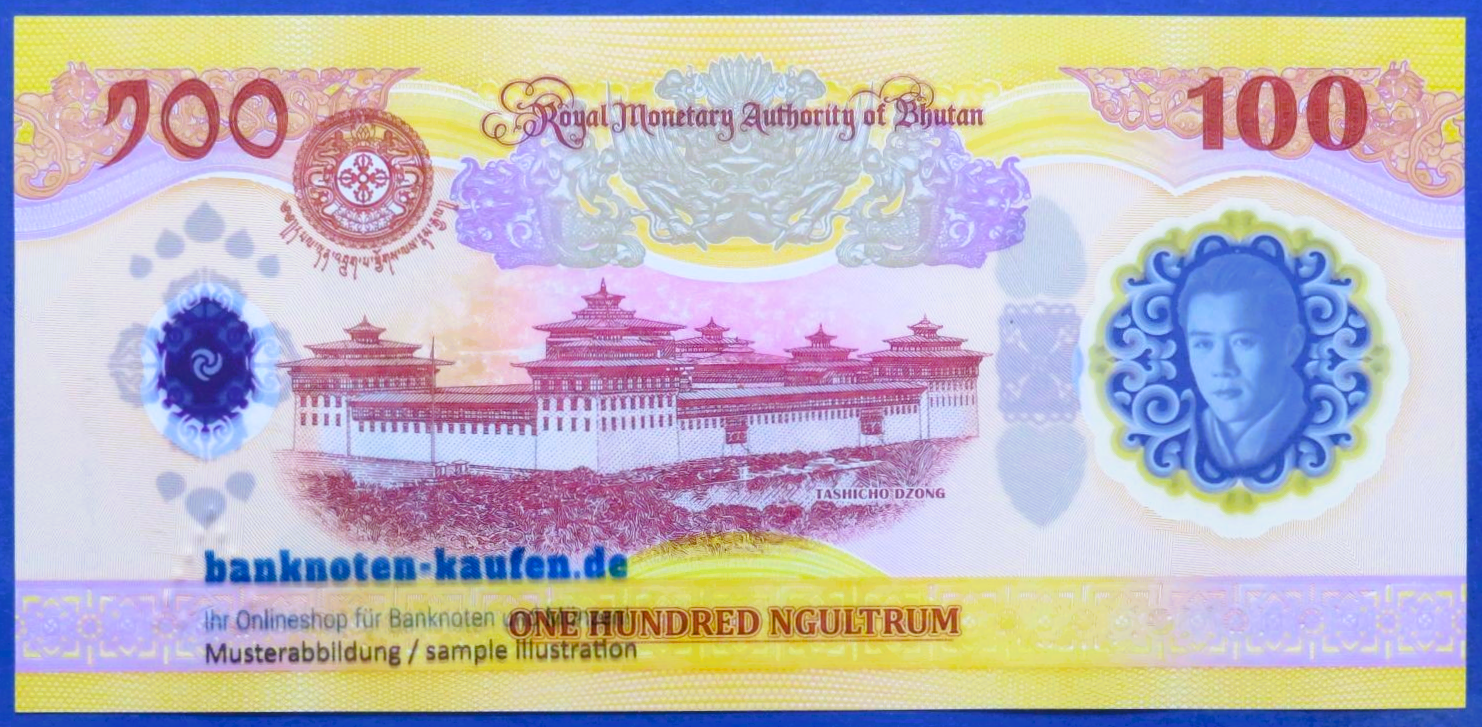 ༡༠༠
Royal Monetary Authority of Bhutan
100
TASHICHO DZONG
banknoten-kaufen.de
Ihr Onlineshop für Banknoten
ONE HUNDRED NGULTRUM
Musterabbildung / sample illustration